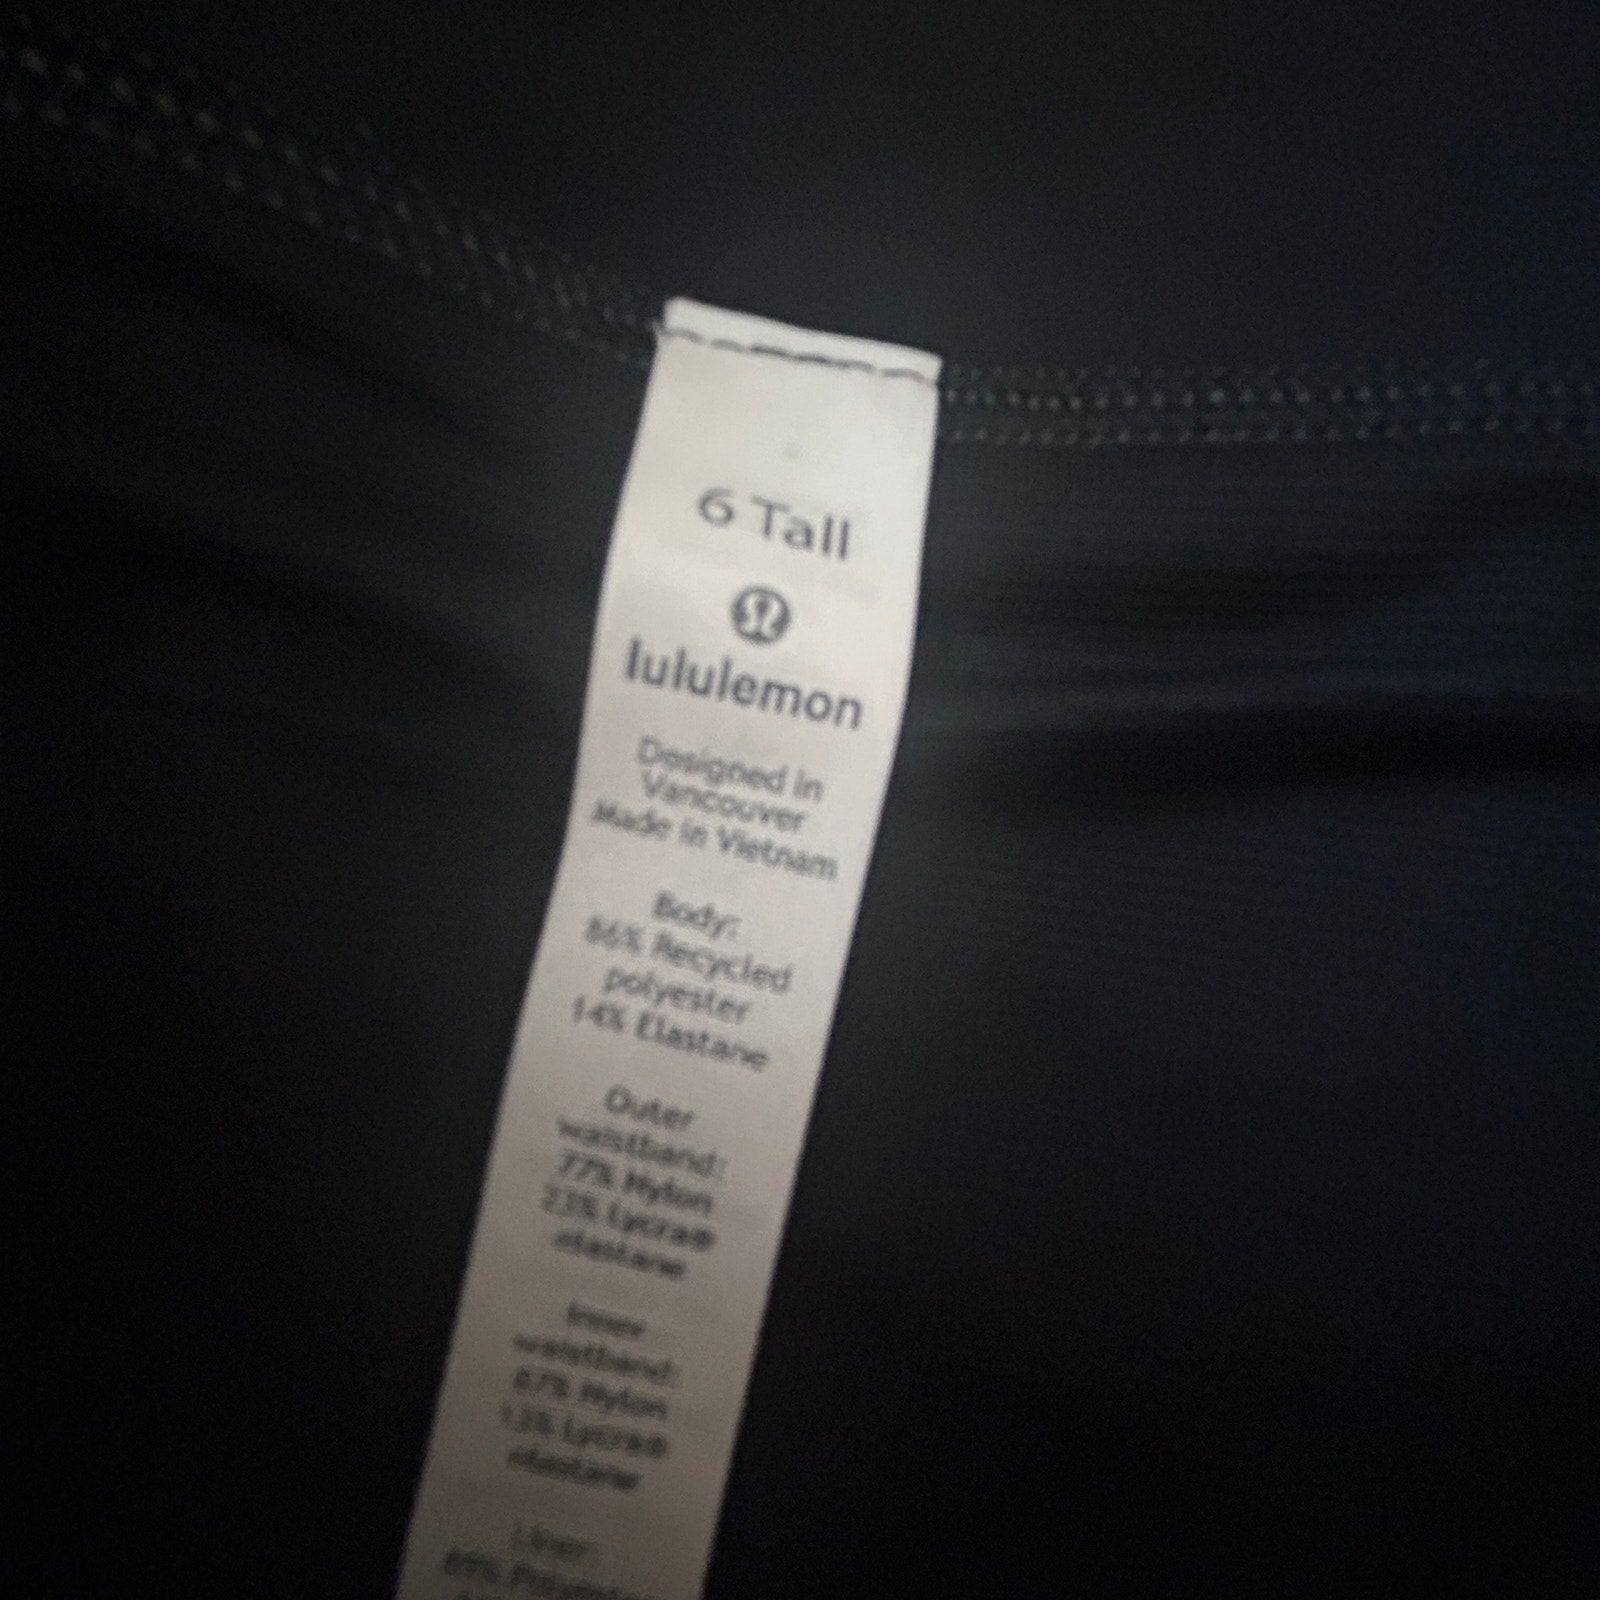 6 Tall
lululemon
Designed in
Vancouver
Made in Vietnam
Body:
86% Recycled
polyester
14% Elastane
Outer
waistband:
77% Nylon
23% Lycra®
elastane
Inner
waistband:
87% Nylon
13% Lycra®
elastane
Liner: